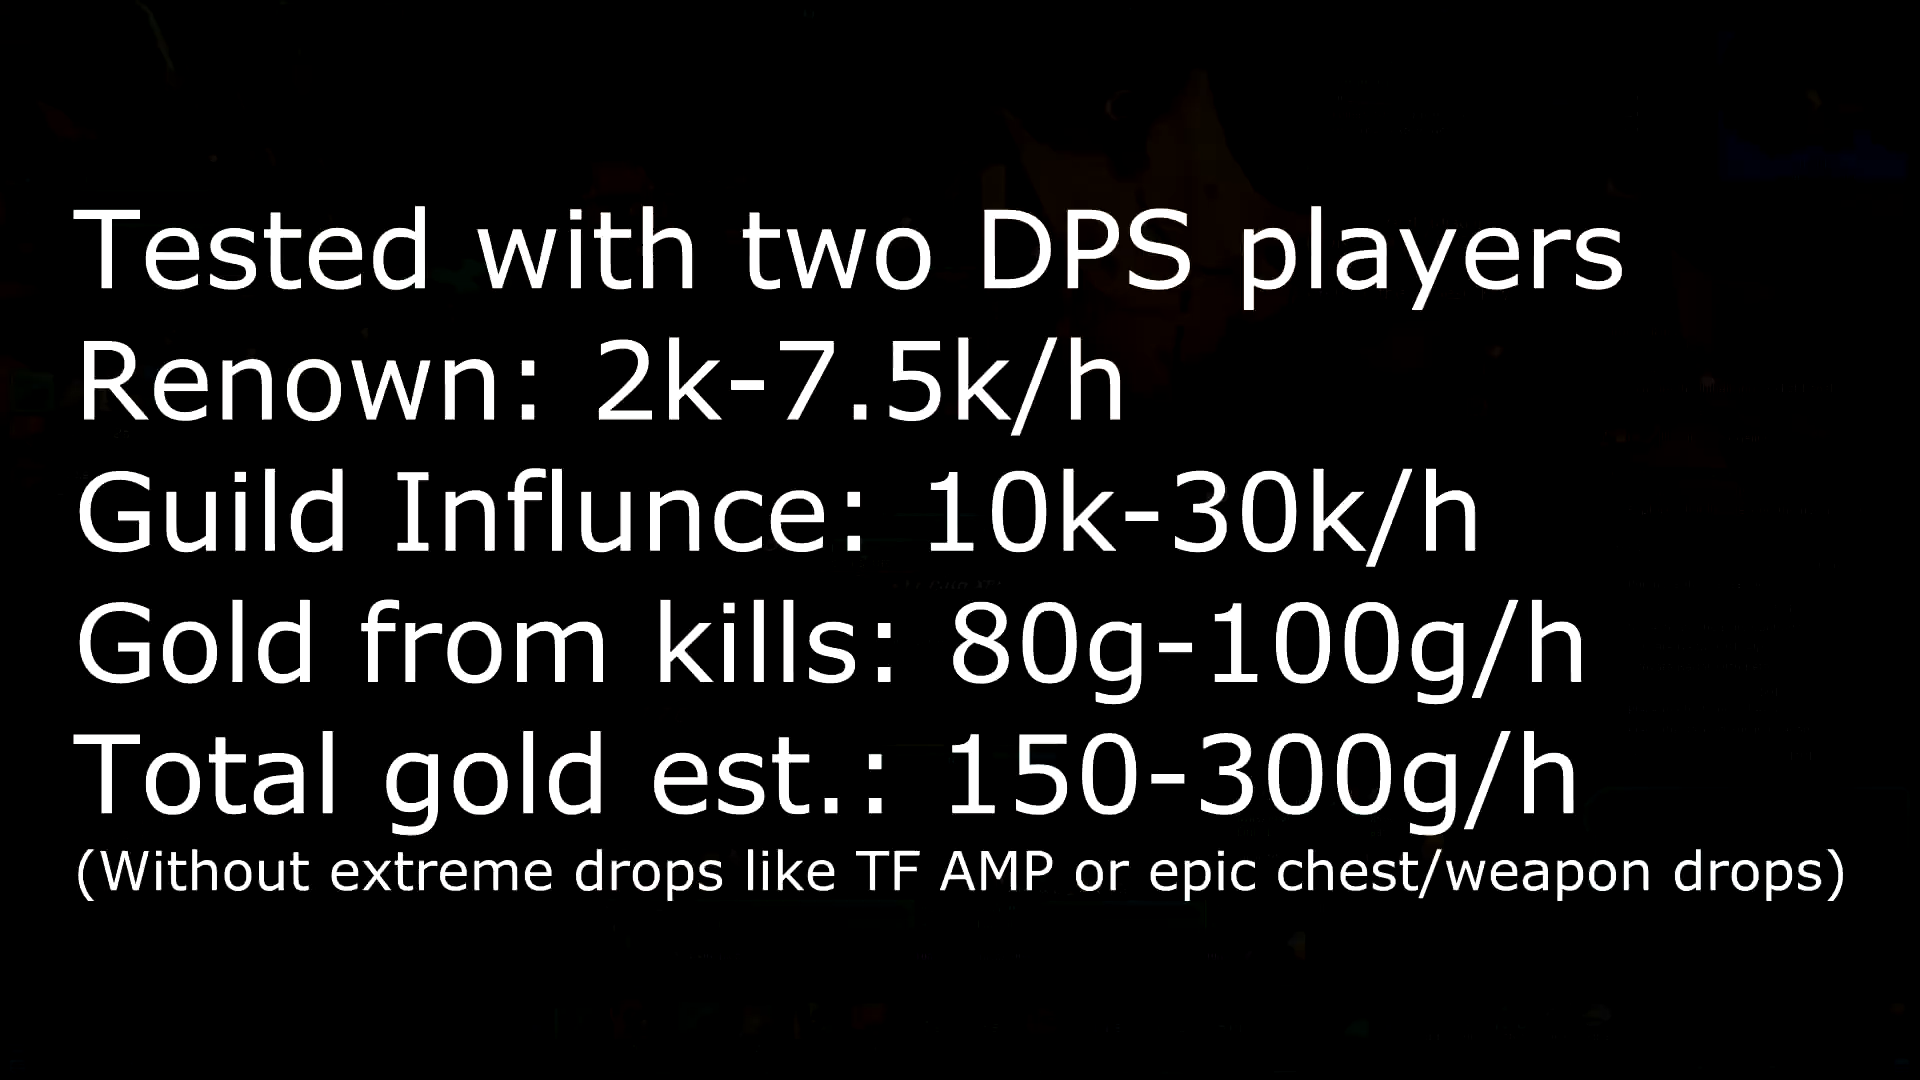 Tested with two DPS players
Renown: 2k-7.5k/h
Guild Influnce: 10k-30k/h
Gold from kills: 80g-100g/h
Total gold est.: 150-300g/h
(Without extreme drops like TF AMP or epic chest/weapon drops)